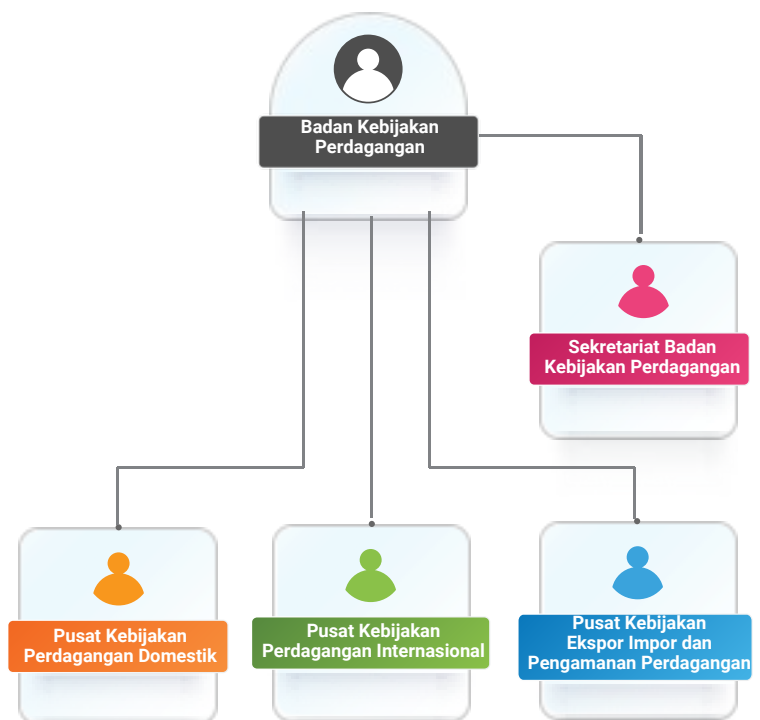 Badan Kebijakan
Perdagangan
Sekretariat Badan
Kebijakan Perdagangan
Pusat Kebijakan
Perdagangan Domestik
Pusat Kebijakan
Perdagangan Internasional
Pusat Kebijakan
Ekspor Impor dan
Pengamanan Perdagangan